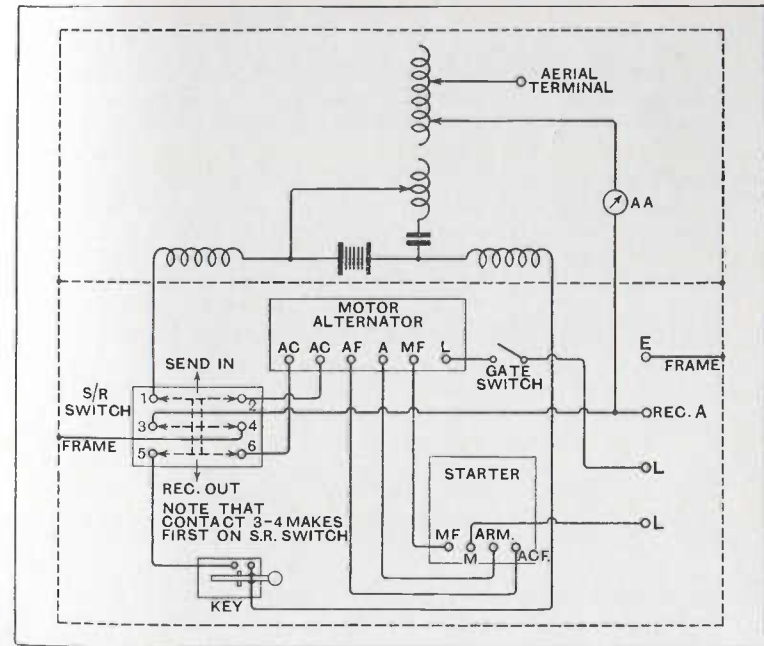 AERIAL
TERMINAL
AA
MOTOR
ALTERNATOR
AC AC AF A MF L
GATE
SWITCH
E
FRAME
SEND IN
S/R
SWITCH
1 2
3 4
5 6
FRAME
REC. A
L
L
REC. OUT
NOTE THAT
CONTACT 3-4 MAKES
FIRST ON S.R. SWITCH
STARTER
MF ARM.
M ACF.
KEY